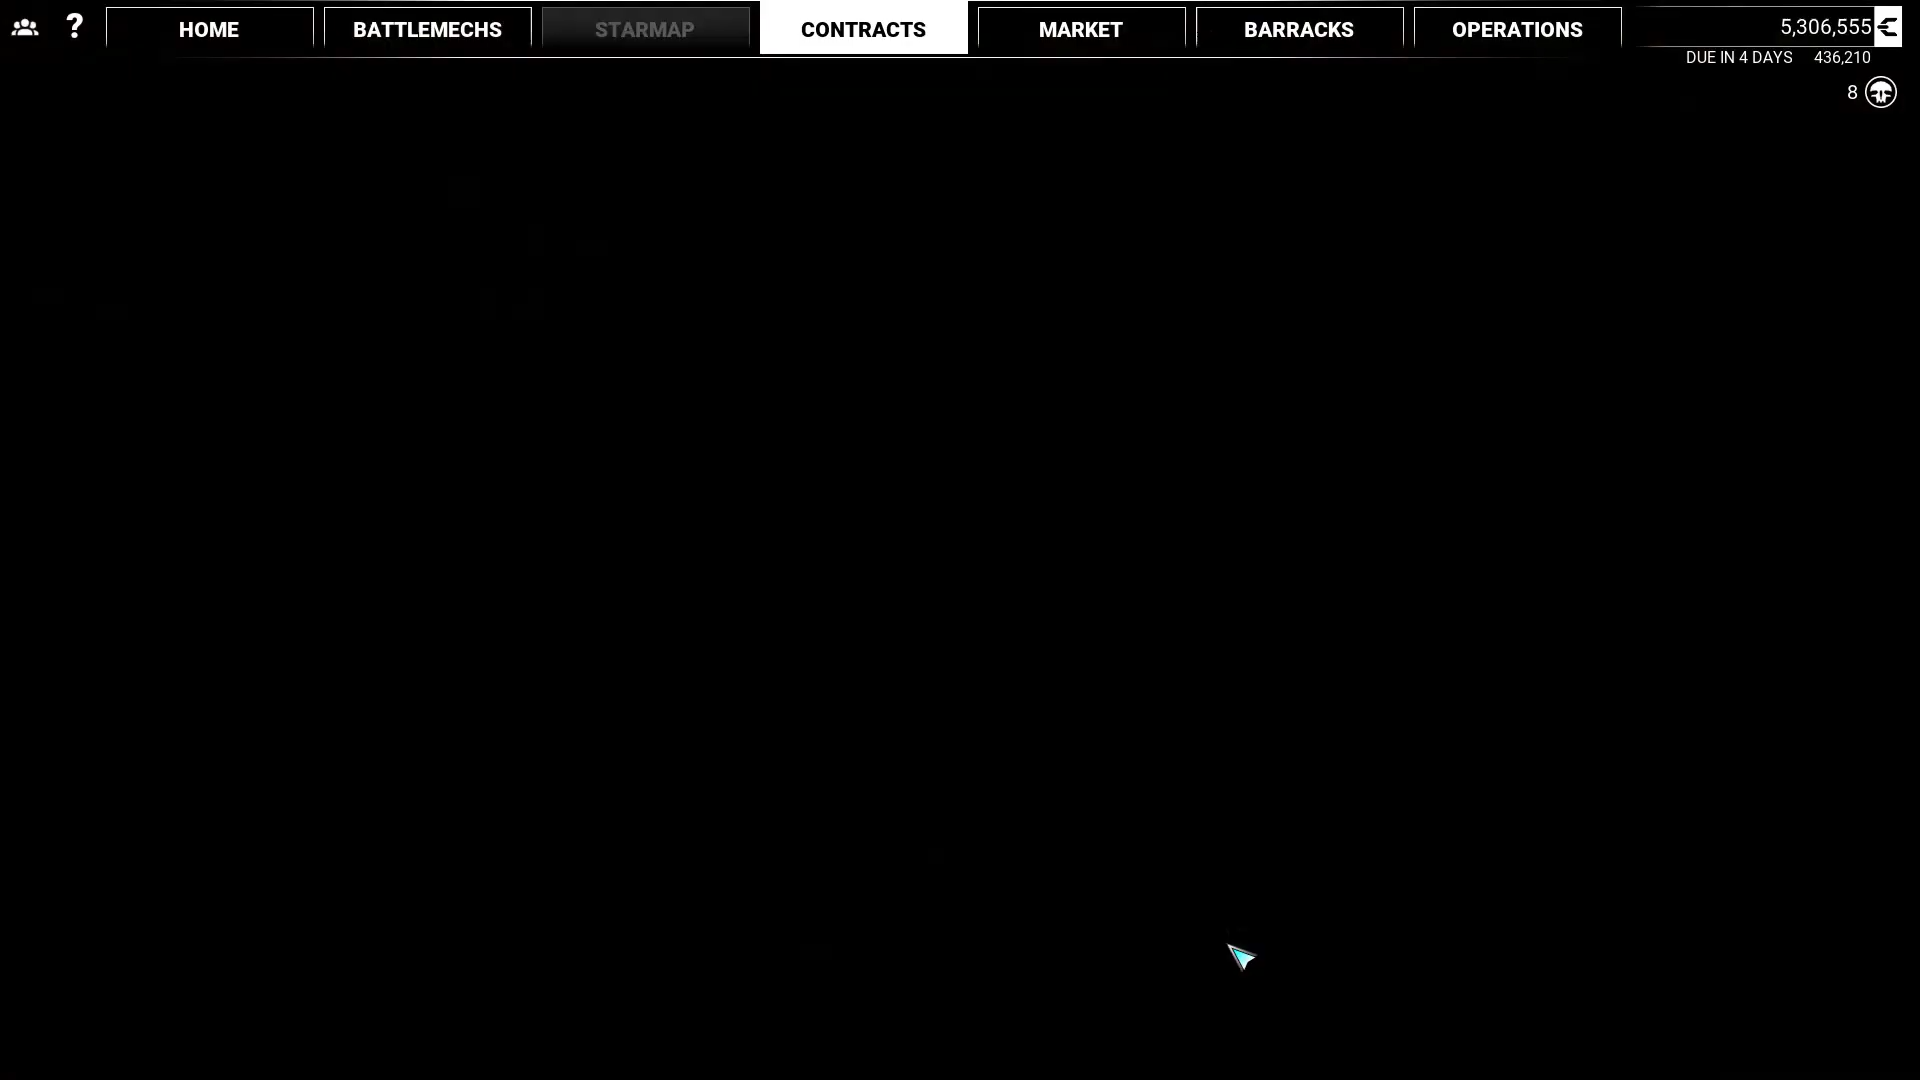 ? HOME BATTLEMECHS STARMAP CONTRACTS MARKET BARRACKS OPERATIONS 5,306,555
DUE IN 4 DAYS 436,210
8